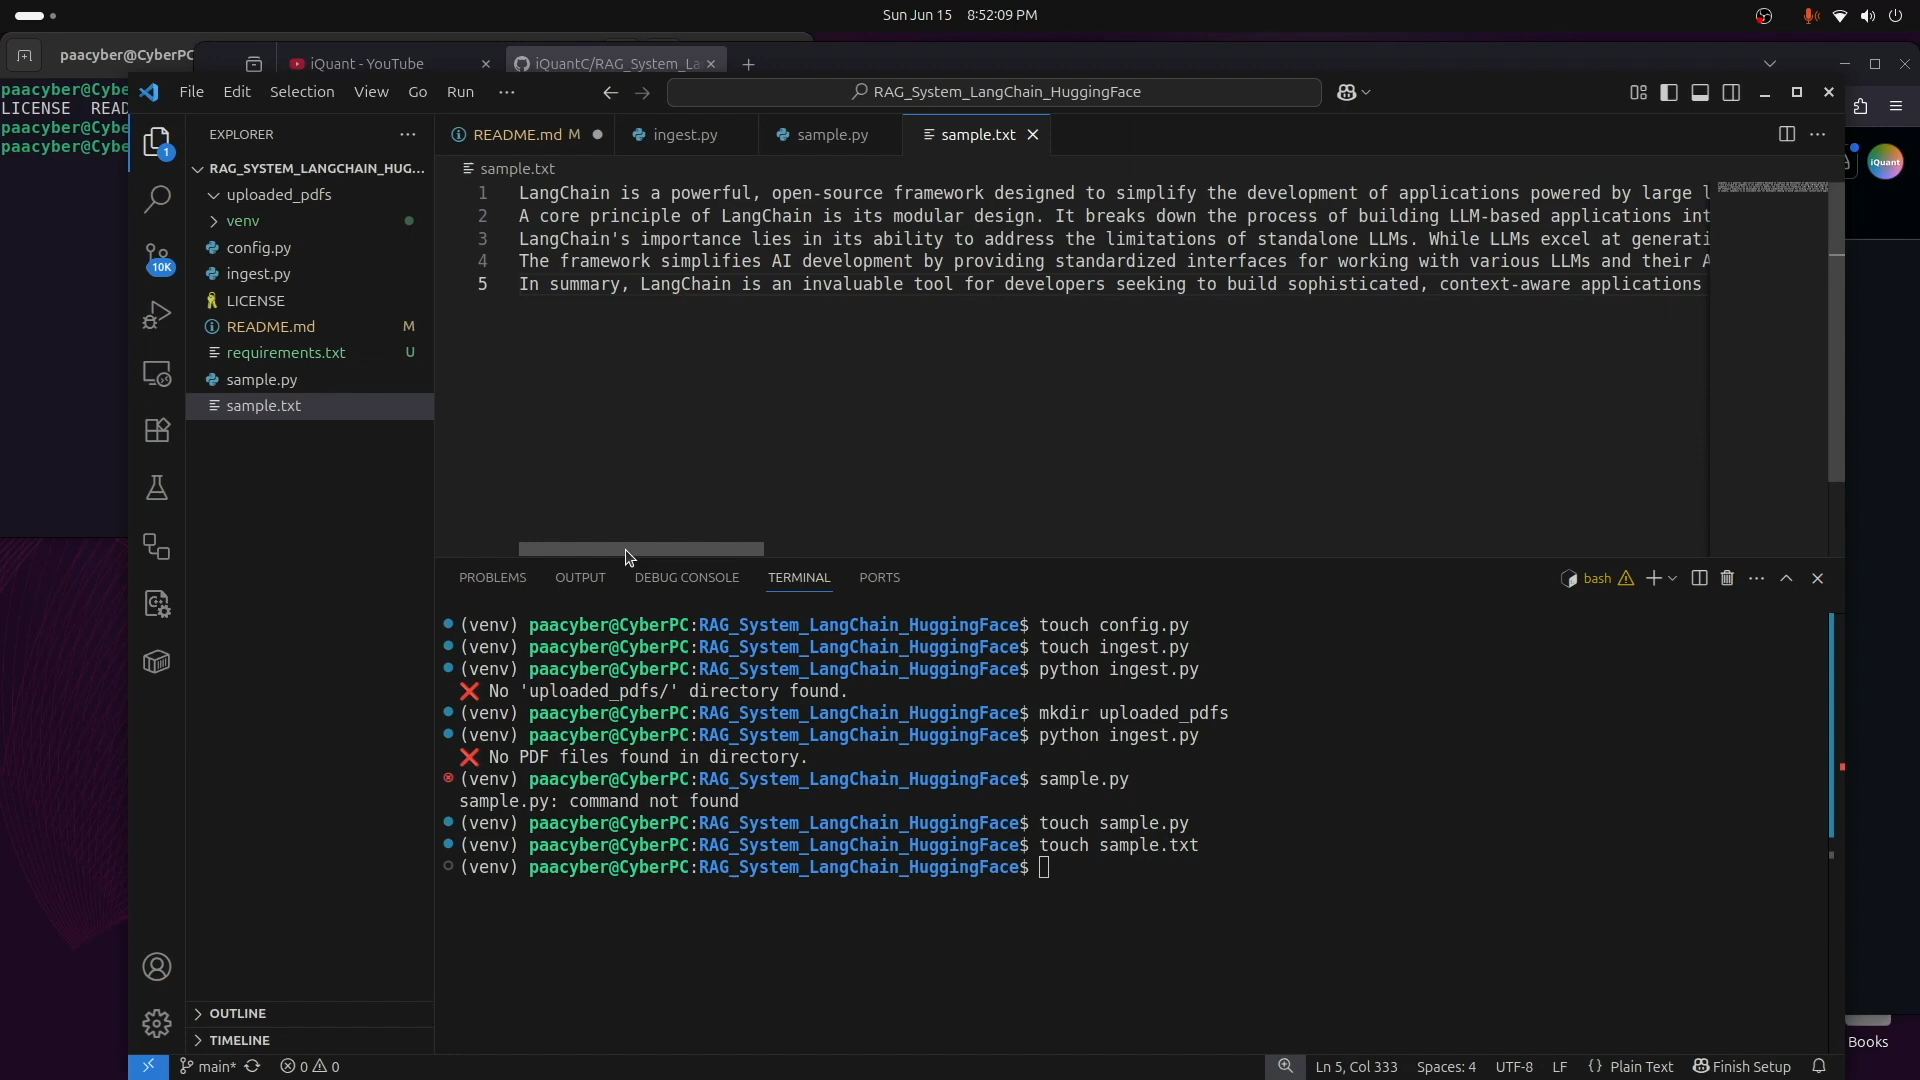 Sun Jun 15 8:52:09 PM
paacyber@CyberPC
iQuant - YouTube
iQuantC/RAG_System_La
paacyber@Cybe
LICENSE READ
paacyber@Cybe
paacyber@Cybe
File Edit Selection View Go Run
RAG_System_LangChain_HuggingFace
iQuant
EXPLORER
README.md M
ingest.py
sample.py
sample.txt
RAG_SYSTEM_LANGCHAIN_HUG...
uploaded_pdfs
venv
config.py
ingest.py
LICENSE
README.md M
requirements.txt U
sample.py
sample.txt
1
10K
sample.txt
1 LangChain is a powerful, open-source framework designed to simplify the development of applications powered by large l
2 A core principle of LangChain is its modular design. It breaks down the process of building LLM-based applications int
3 LangChain's importance lies in its ability to address the limitations of standalone LLMs. While LLMs excel at generati
4 The framework simplifies AI development by providing standardized interfaces for working with various LLMs and their A
5 In summary, LangChain is an invaluable tool for developers seeking to build sophisticated, context-aware applications
PROBLEMS OUTPUT DEBUG CONSOLE TERMINAL PORTS
bash
(venv) paacyber@CyberPC:RAG_System_LangChain_HuggingFace$ touch config.py
(venv) paacyber@CyberPC:RAG_System_LangChain_HuggingFace$ touch ingest.py
(venv) paacyber@CyberPC:RAG_System_LangChain_HuggingFace$ python ingest.py
❌ No 'uploaded_pdfs/' directory found.
(venv) paacyber@CyberPC:RAG_System_LangChain_HuggingFace$ mkdir uploaded_pdfs
(venv) paacyber@CyberPC:RAG_System_LangChain_HuggingFace$ python ingest.py
❌ No PDF files found in directory.
(venv) paacyber@CyberPC:RAG_System_LangChain_HuggingFace$ sample.py
sample.py: command not found
(venv) paacyber@CyberPC:RAG_System_LangChain_HuggingFace$ touch sample.py
(venv) paacyber@CyberPC:RAG_System_LangChain_HuggingFace$ touch sample.txt
(venv) paacyber@CyberPC:RAG_System_LangChain_HuggingFace$
OUTLINE
TIMELINE
Books
main* 0 0
Ln 5, Col 333 Spaces: 4 UTF-8 LF {} Plain Text Finish Setup